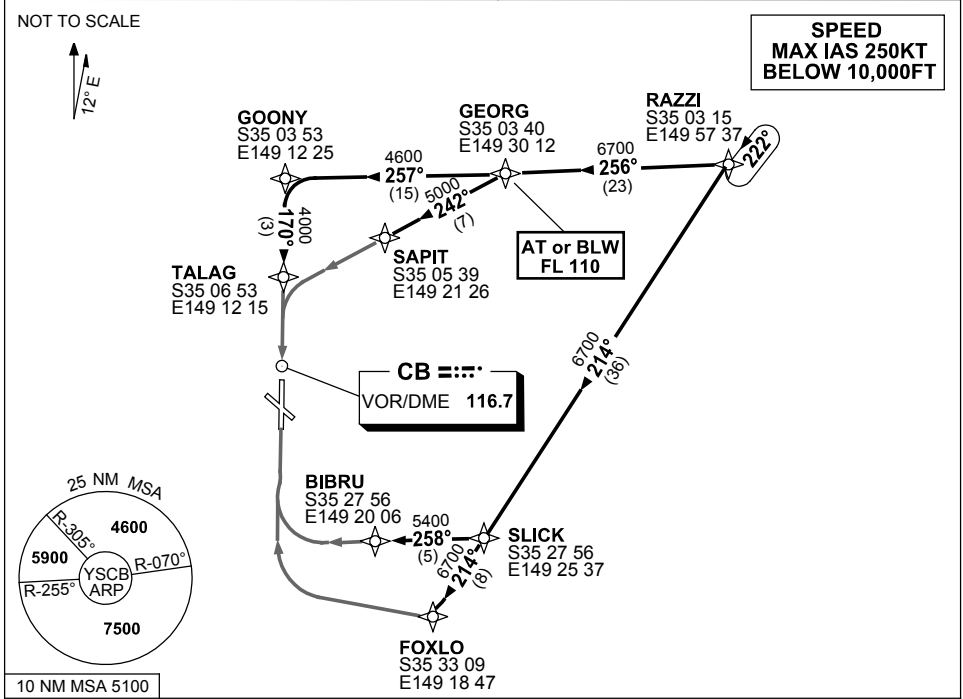 NOT TO SCALE
12° E
SPEED
MAX IAS 250KT
BELOW 10,000FT
RAZZI
S35 03 15
E149 57 37
222°
GEORG
S35 03 40
E149 30 12
GOONY
S35 03 53
E149 12 25
6700
256°
(23)
4600
257°
(15)
5000
242°
(7)
4000
170°
(3)
AT or BLW
FL 110
SAPIT
S35 05 39
E149 21 26
TALAG
S35 06 53
E149 12 15
CB
VOR/DME 116.7
6700
214°
(36)
BIBRU
S35 27 56
E149 20 06
5400
258°
(5)
SLICK
S35 27 56
E149 25 37
6700
214°
(8)
FOXLO
S35 33 09
E149 18 47
25 NM MSA
R-305°
4600
5900
R-070°
YSCB
ARP
R-255°
7500
10 NM MSA 5100